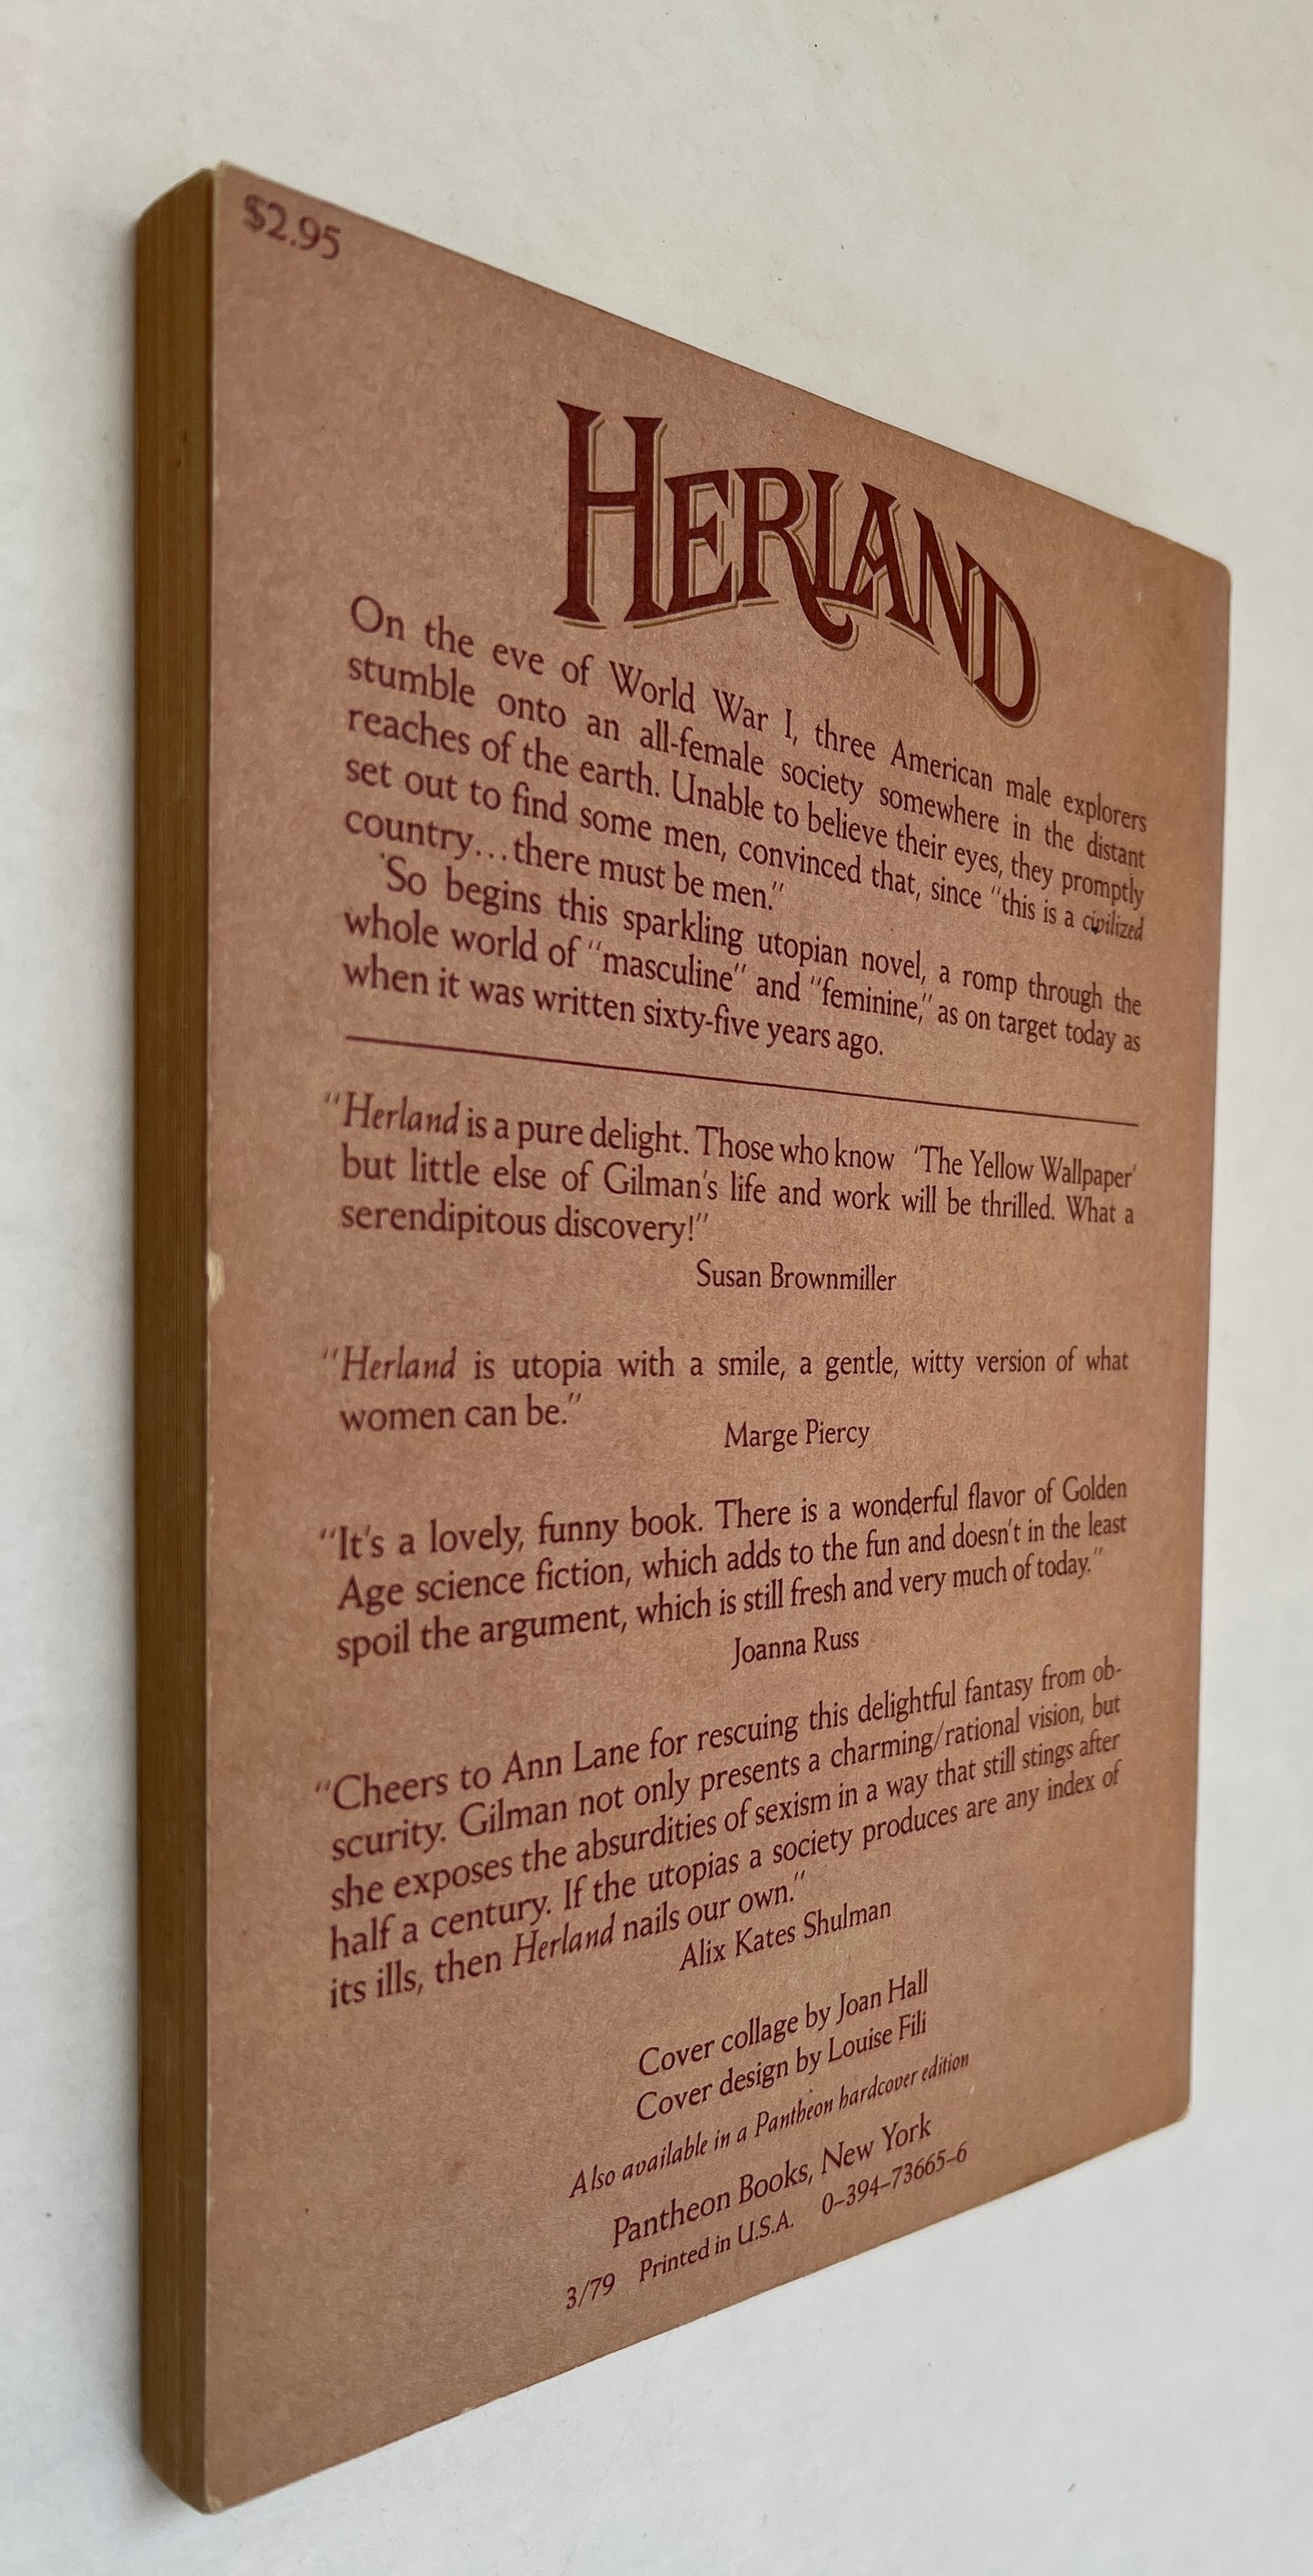 $2.95
HERLAND
On the eve of World War I, three American male explorers
stumble onto an all-female society somewhere in the distant
reaches of the earth. Unable to believe their eyes, they promptly
set out to find some men, convinced that, since "this is a civilized
country...there must be men."
So begins this sparkling utopian novel, a romp through the
whole world of "masculine" and "feminine," as on target today as
when it was written sixty-five years ago.
"Herland is a pure delight. Those who know 'The Yellow Wallpaper'
but little else of Gilman's life and work will be thrilled. What a
serendipitous discovery!"
Susan Brownmiller
"Herland is utopia with a smile, a gentle, witty version of what
women can be."
Marge Piercy
"It's a lovely, funny book. There is a wonderful flavor of Golden
Age science fiction, which adds to the fun and doesn't in the least
spoil the argument, which is still fresh and very much of today."
Joanna Russ
"Cheers to Ann Lane for rescuing this delightful fantasy from ob-
scurity. Gilman not only presents a charming/rational vision, but
she exposes the absurdities of sexism in a way that still stings after
half a century. If the utopias a society produces are any index of
its ills, then Herland nails our own."
Alix Kates Shulman
Cover collage by Joan Hall
Cover design by Louise Fili
Also available in a Pantheon hardcover edition
Pantheon Books, New York
3/79 Printed in U.S.A. 0-394-73665-6